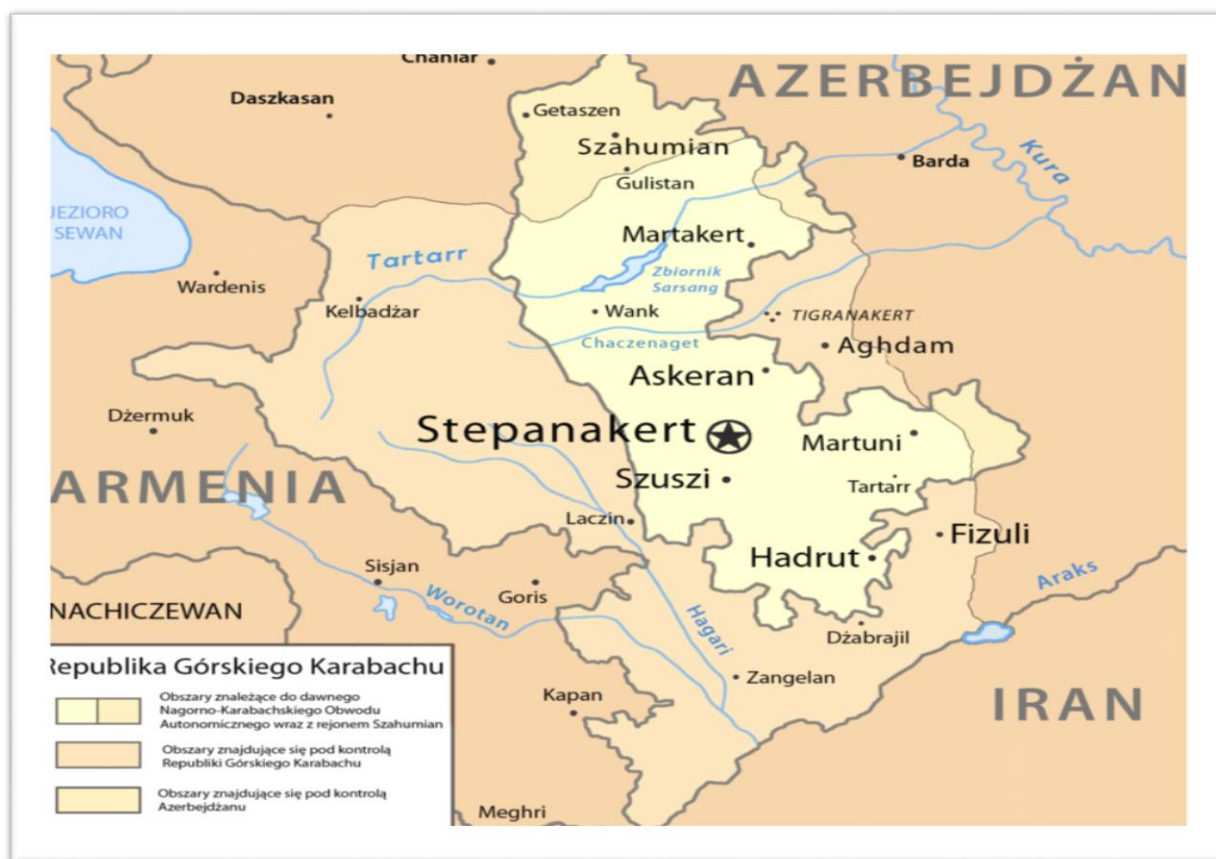 Chaniar
AZERBEJDŻAN
Daszkasan
Getaszen
Szahumian
Barda
Kura
Gulistan
JEZIORO
SEWAN
Martakert
Tartarr
Zbiornik
Sarsang
Wardenis
Kelbadżar
Wank
TIGRANAKERT
Chaczenaget
Aghdam
Askeran
Dżermuk
Stepanakert
Martuni
ARMENIA
Szuszi
Tartarr
Laczin
Fizuli
Hadrut
Sisjan
Goris
Araks
Worotan
NACHICZEWAN
Hagari
Dżabrajil
Republika Górskiego Karabachu
Zangelan
Kapan
IRAN
Obszary znależące do dawnego
Nagorno-Karabachskiego Obwodu
Autonomicznego wraz z rejonem Szahumian
Obszary znajdujące się pod kontrolą
Republiki Górskiego Karabachu
Obszary znajdujące się pod kontrolą
Azerbejdżanu
Meghri